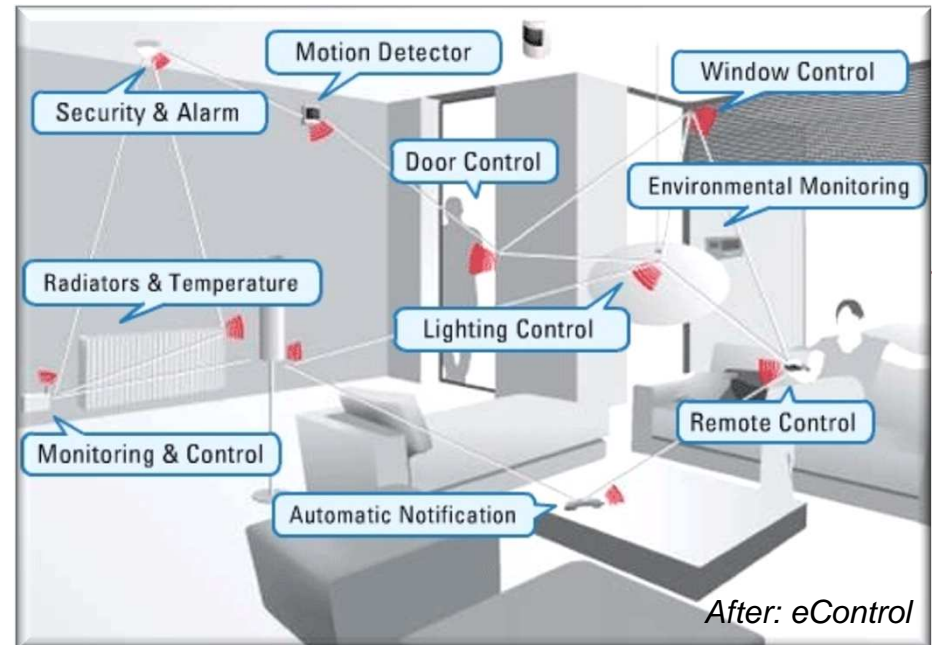 Motion Detector
Window Control
Security & Alarm
Door Control
Environmental Monitoring
Radiators & Temperature
Lighting Control
Remote Control
Monitoring & Control
Automatic Notification
After: eControl